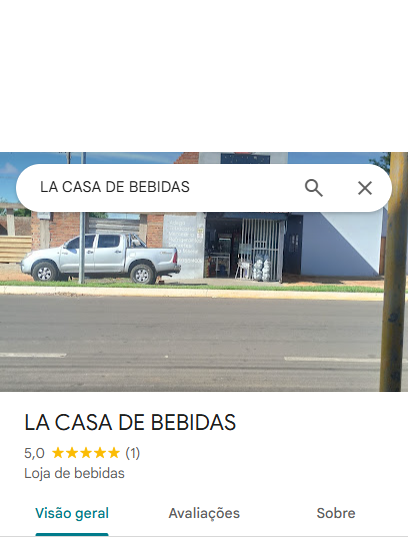 LA CASA DE BEBIDAS
LA CASA DE BEBIDAS
5,0 ★★★★★ (1)
Loja de bebidas
Visão geral Avaliações Sobre